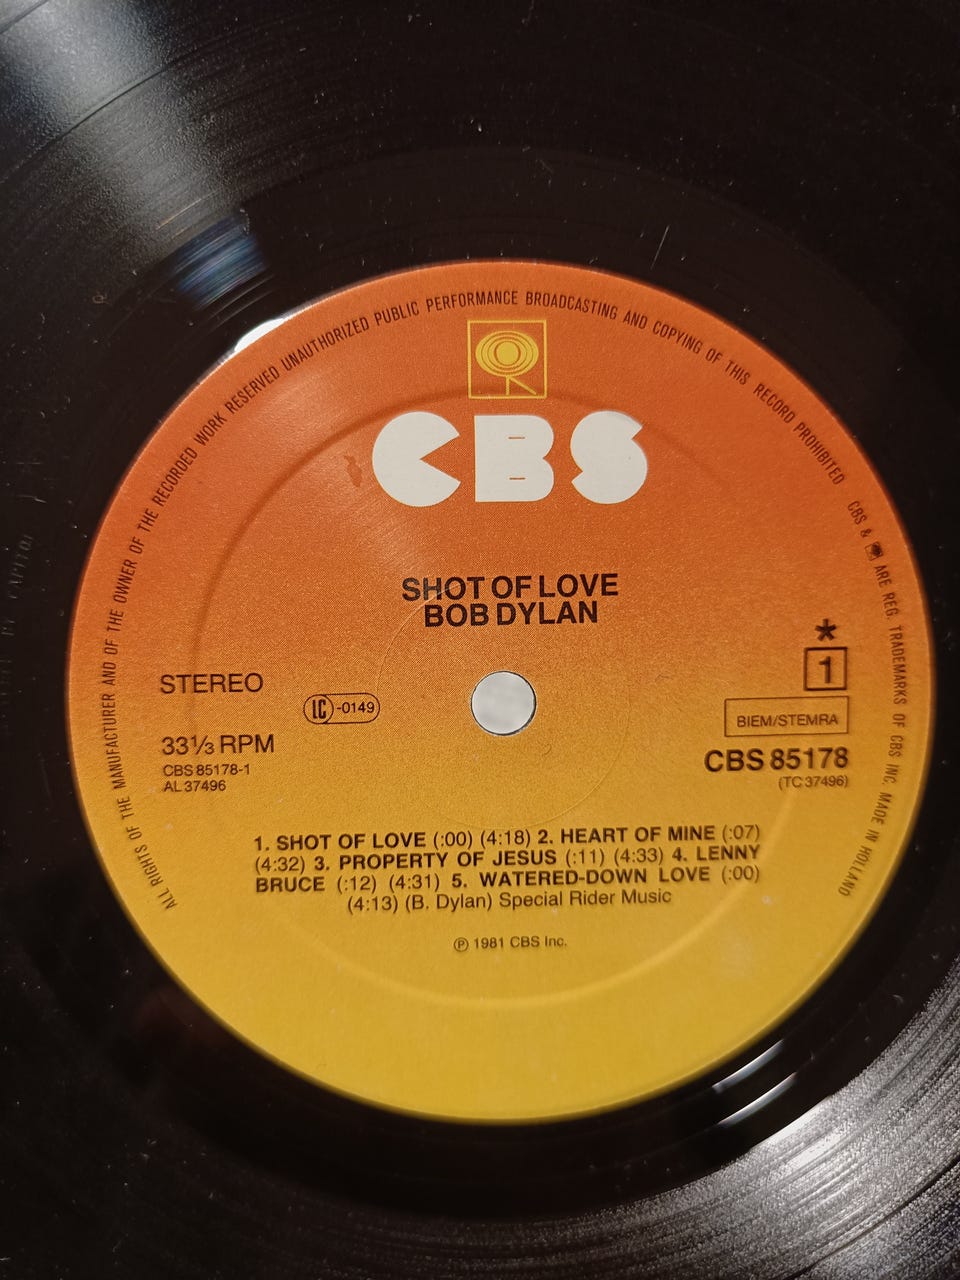 ALL RIGHTS OF THE MANUFACTURER AND OF THE OWNER OF THE RECORDED WORK RESERVED UNAUTHORIZED PUBLIC PERFORMANCE BROADCASTING AND COPYING OF THIS RECORD PROHIBITED CBS & ARE REG. TRADEMARKS OF CBS INC. MADE IN HOLLAND
CBS
SHOT OF LOVE
BOB DYLAN
*
1
STEREO
LC -0149
BIEM/STEMRA
33⅓ RPM
CBS 85178
CBS 85178-1
(TC 37496)
AL 37496
1. SHOT OF LOVE (:00) (4:18) 2. HEART OF MINE (:07)
(4:32) 3. PROPERTY OF JESUS (:11) (4:33) 4. LENNY
BRUCE (:12) (4:31) 5. WATERED-DOWN LOVE (:00)
(4:13) (B. Dylan) Special Rider Music
℗ 1981 CBS Inc.